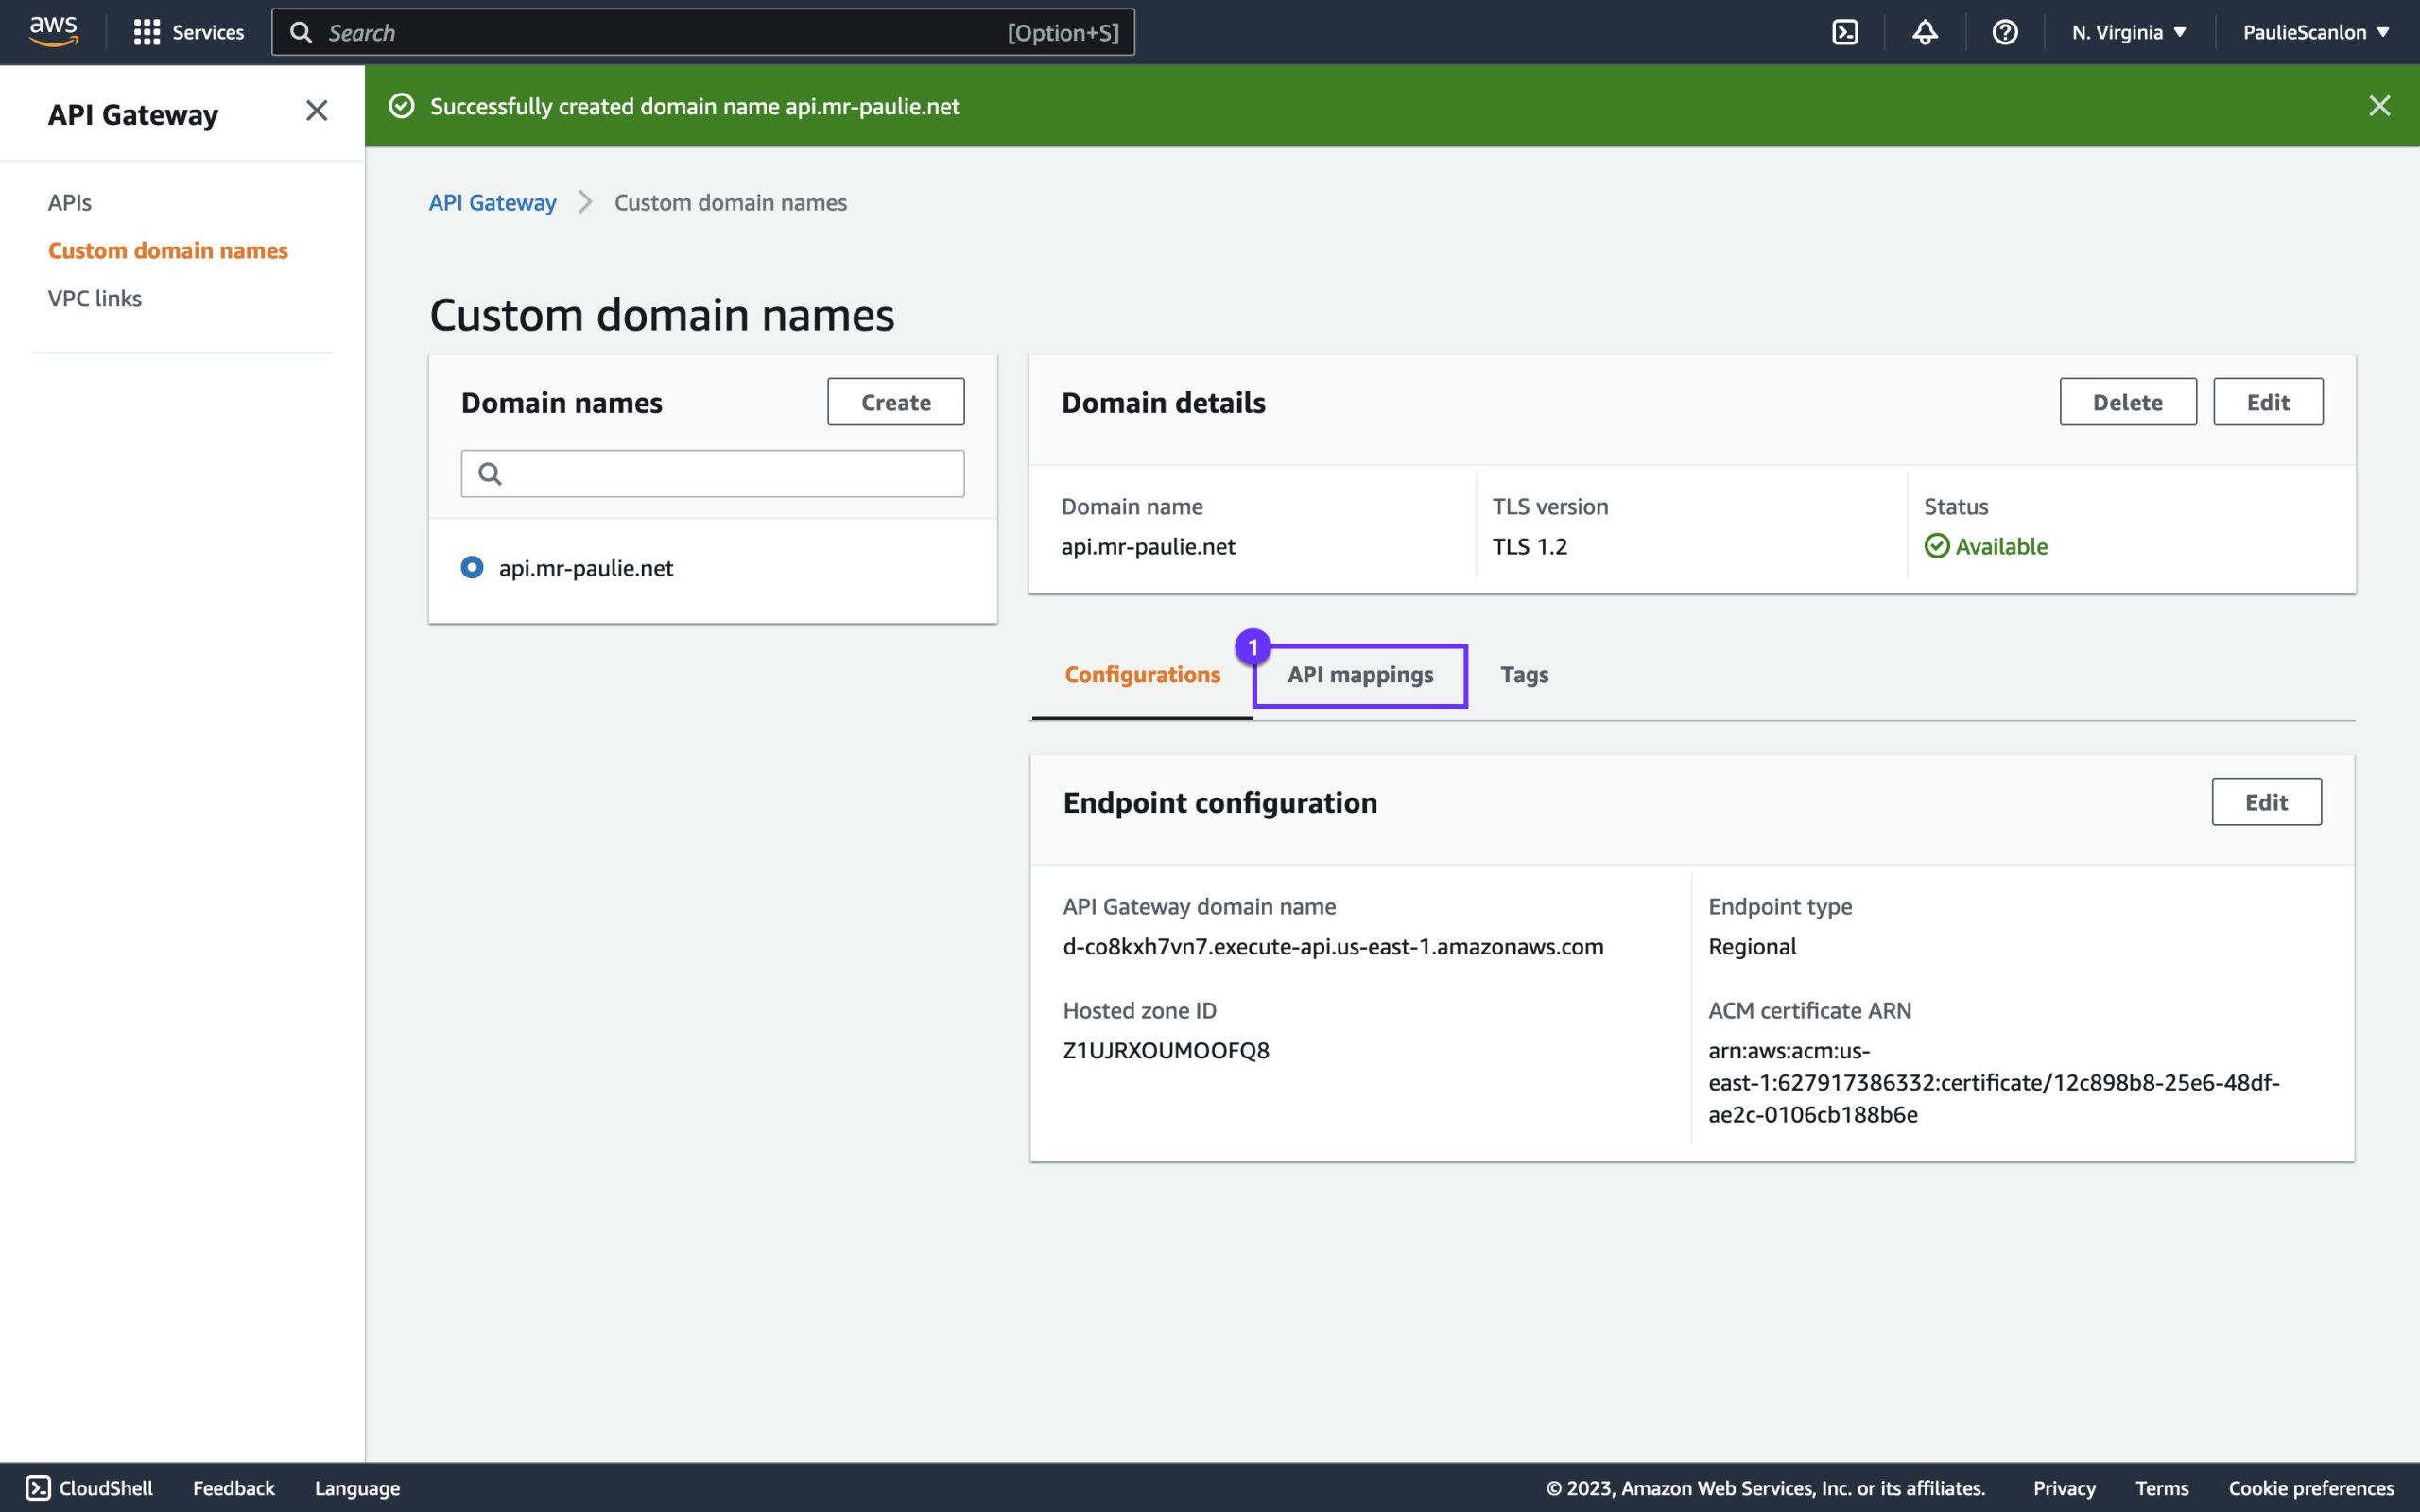 aws
Services
Search
[Option+S]
N. Virginia
PaulieScanlon
API Gateway
Successfully created domain name api.mr-paulie.net
APIs
Custom domain names
VPC links
API Gateway
Custom domain names
Custom domain names
Domain names
Create
api.mr-paulie.net
Domain details
Delete
Edit
Domain name
api.mr-paulie.net
TLS version
TLS 1.2
Status
Available
Configurations
1
API mappings
Tags
Endpoint configuration
Edit
API Gateway domain name
d-co8kxh7vn7.execute-api.us-east-1.amazonaws.com
Hosted zone ID
Z1UJRXOUMOOFQ8
Endpoint type
Regional
ACM certificate ARN
arn:aws:acm:us-
east-1:627917386332:certificate/12c898b8-25e6-48df-
ae2c-0106cb188b6e
CloudShell
Feedback
Language
© 2023, Amazon Web Services, Inc. or its affiliates.
Privacy
Terms
Cookie preferences